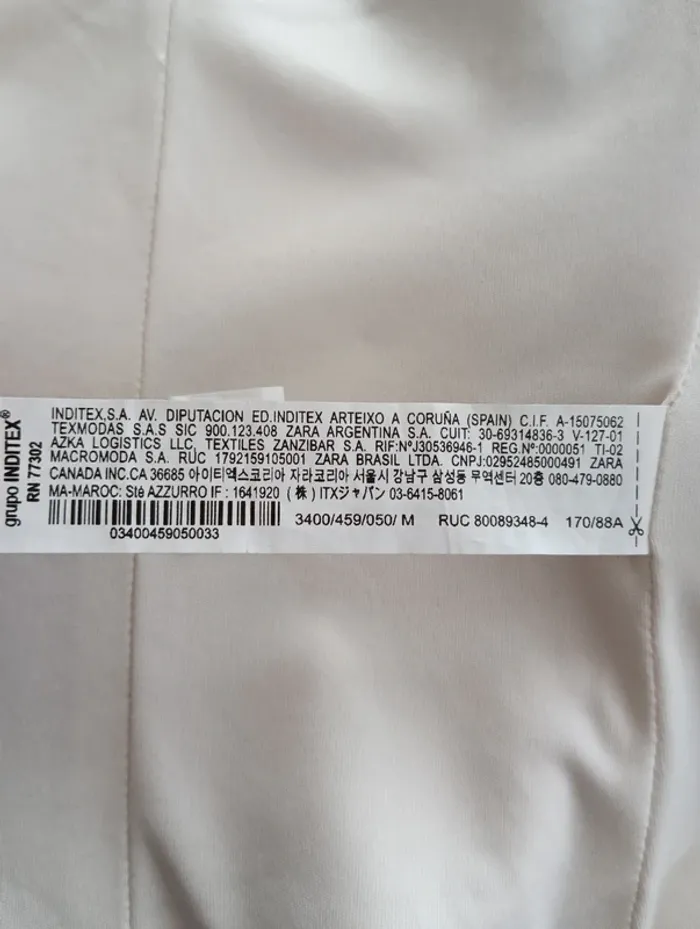 grupo INDITEX®
RN 77302
INDITEX,S.A. AV. DIPUTACION ED.INDITEX ARTEIXO A CORUÑA (SPAIN) C.I.F. A-15075062
TEXMODAS S.A.S SIC 900.123.408 ZARA ARGENTINA S.A. CUIT: 30-69314836-3 V-127-01
AZKA LOGISTICS LLC, TEXTILES ZANZIBAR S.A. RIF:NºJ30536946-1 REG.Nº:0000051 TI-02
MACROMODA S.A. RUC 1792159105001 ZARA BRASIL LTDA. CNPJ:02952485000491 ZARA
CANADA INC.CA 36685 아이티엑스코리아 자라코리아 서울시 강남구 삼성동 무역센터 20층 080-479-0880
MA-MAROC: Sté AZZURRO IF : 1641920 (株) ITXジャパン 03-6415-8061
3400/459/050/ M RUC 80089348-4 170/88A
03400459050033